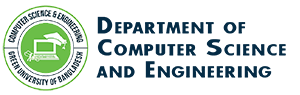 COMPUTER SCIENCE & ENGINEERING
GREEN UNIVERSITY OF BANGLADESH
DEPARTMENT OF
COMPUTER SCIENCE
AND ENGINEERING